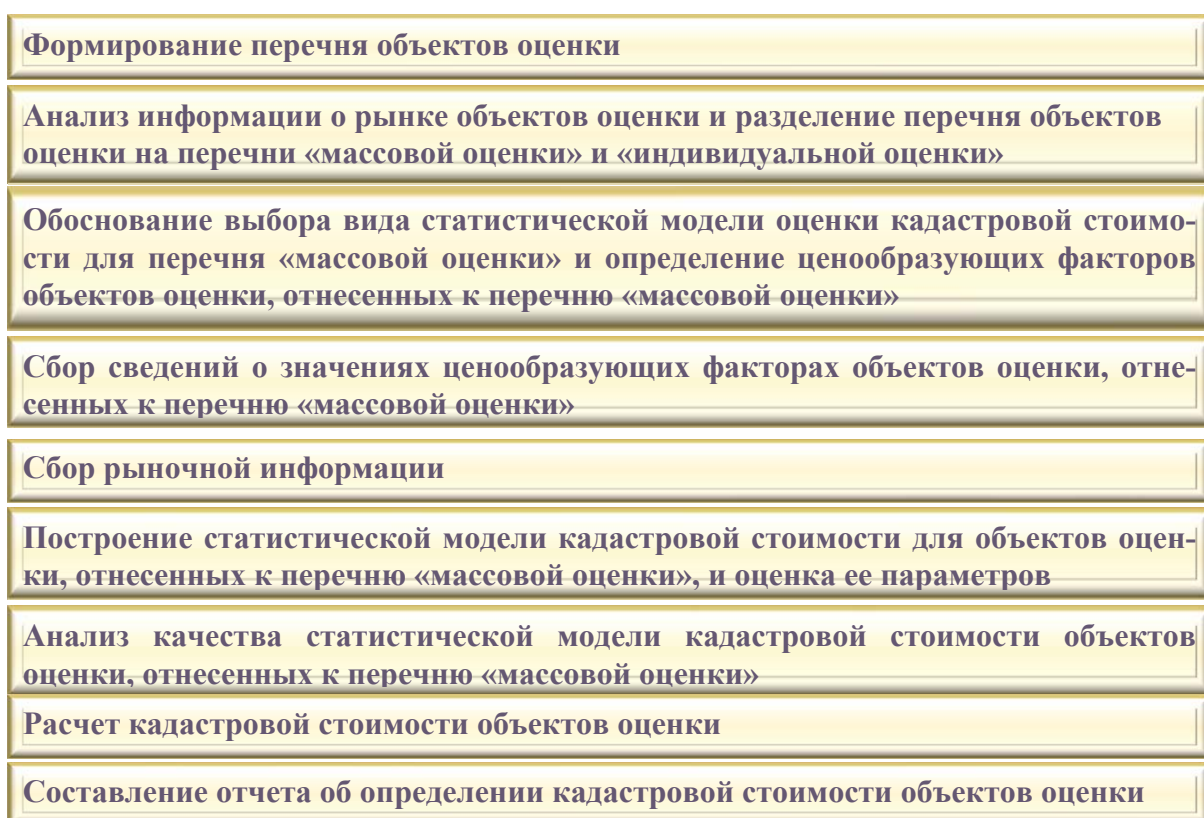 Формирование перечня объектов оценки
Анализ информации о рынке объектов оценки и разделение перечня объектов
оценки на перечни «массовой оценки» и «индивидуальной оценки»
Обоснование выбора вида статистической модели оценки кадастровой стоимо-
сти для перечня «массовой оценки» и определение ценообразующих факторов
объектов оценки, отнесенных к перечню «массовой оценки»
Сбор сведений о значениях ценообразующих факторах объектов оценки, отне-
сенных к перечню «массовой оценки»
Сбор рыночной информации
Построение статистической модели кадастровой стоимости для объектов оцен-
ки, отнесенных к перечню «массовой оценки», и оценка ее параметров
Анализ качества статистической модели кадастровой стоимости объектов
оценки, отнесенных к перечню «массовой оценки»
Расчет кадастровой стоимости объектов оценки
Составление отчета об определении кадастровой стоимости объектов оценки